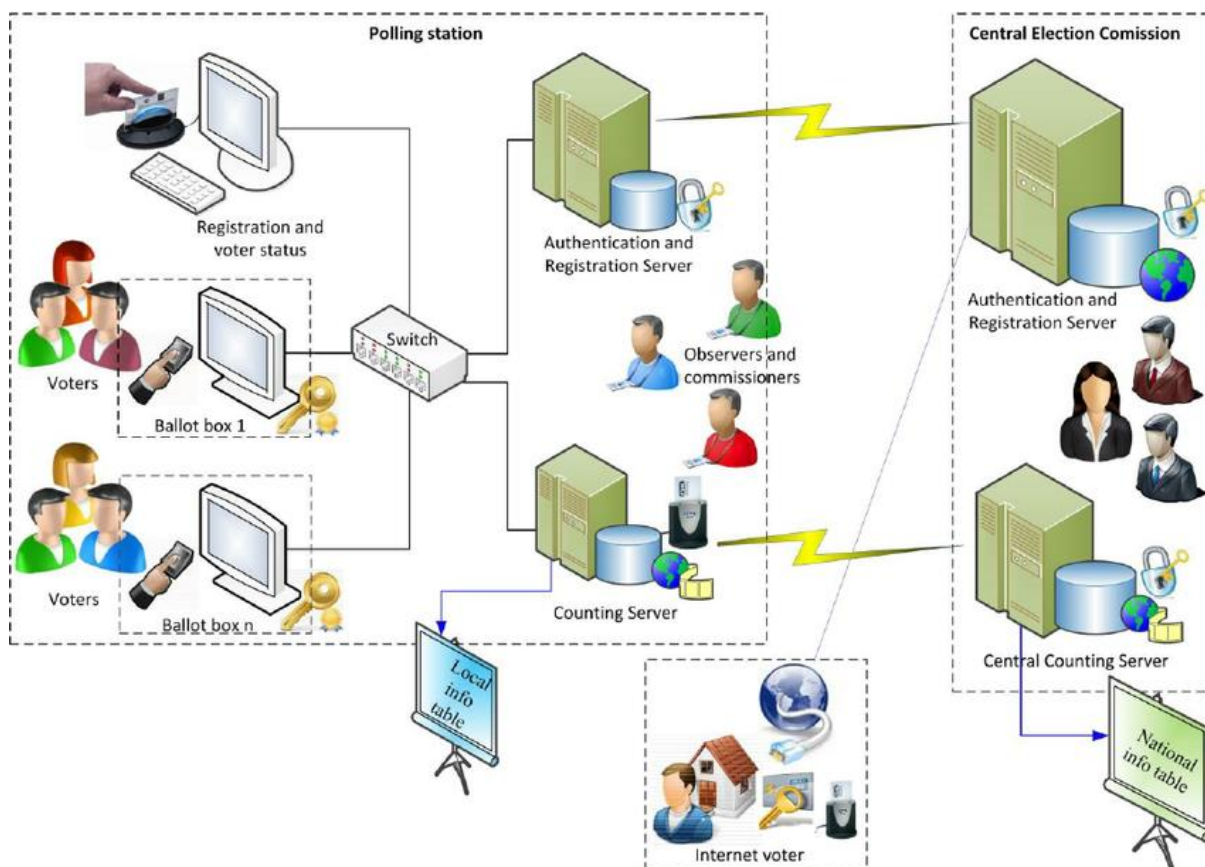 Polling station
Central Election Comission
Registration and
voter status
Authentication and
Registration Server
Authentication and
Registration Server
Switch
Observers and
commissioners
Voters
Ballot box 1
Voters
Ballot box n
Counting Server
Central Counting Server
Local
info
table
National
info table
Internet voter